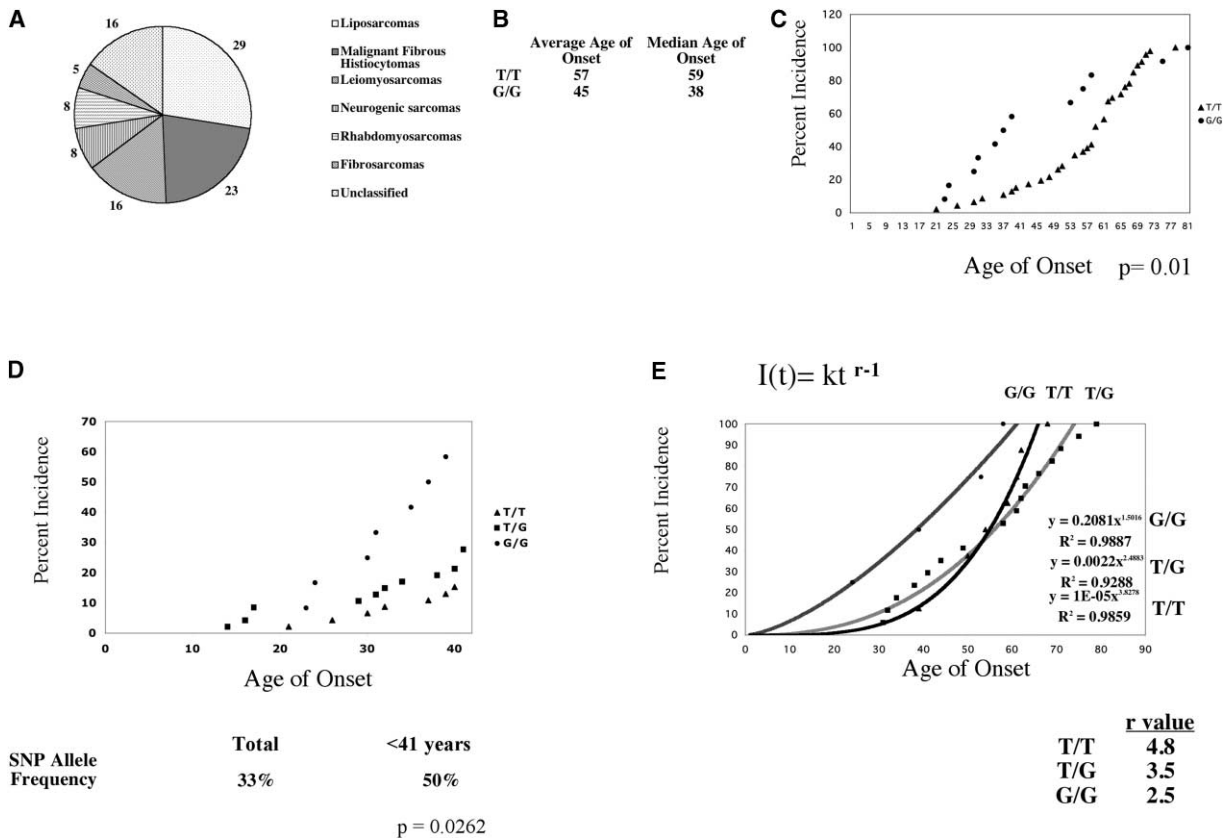 A
16
29
5
8
8
16
23
Liposarcomas
Malignant Fibrous
Histiocytomas
Leiomyosarcomas
Neurogenic sarcomas
Rhabdomyosarcomas
Fibrosarcomas
Unclassified
B
Average Age of Median Age of
Onset Onset
T/T 57 59
G/G 45 38
C
Percent Incidence
120
100
80
60
40
20
0
1 5 9 13 17 21 25 29 33 37 41 45 49 53 57 61 65 69 73 77 81
T/T
G/G
Age of Onset p= 0.01
D
Percent Incidence
70
60
50
40
30
20
10
0
0 10 20 30 40
T/T
T/G
G/G
Age of Onset
Total <41 years
SNP Allele
Frequency 33% 50%
p = 0.0262
E
I(t)= kt r-1
G/G T/T T/G
Percent Incidence
100
90
80
70
60
50
40
30
20
10
0
0 10 20 30 40 50 60 70 80 90
y = 0.2081x1.5016 G/G
R2 = 0.9887
y = 0.0022x2.4883 T/G
R2 = 0.9288
y = 1E-05x3.8278 T/T
R2 = 0.9859
Age of Onset
r value
T/T 4.8
T/G 3.5
G/G 2.5